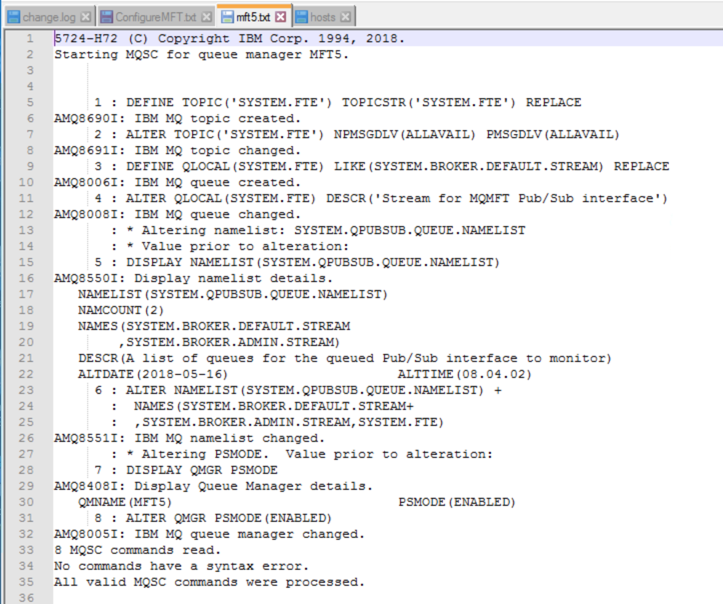 change.log ConfigureMFT.txt mft5.txt hosts
1 5724-H72 (C) Copyright IBM Corp. 1994, 2018.
2 Starting MQSC for queue manager MFT5.
3
4
5 1 : DEFINE TOPIC('SYSTEM.FTE') TOPICSTR('SYSTEM.FTE') REPLACE
6 AMQ8690I: IBM MQ topic created.
7 2 : ALTER TOPIC('SYSTEM.FTE') NPMSGDLV(ALLAVAIL) PMSGDLV(ALLAVAIL)
8 AMQ8691I: IBM MQ topic changed.
9 3 : DEFINE QLOCAL(SYSTEM.FTE) LIKE(SYSTEM.BROKER.DEFAULT.STREAM) REPLACE
10 AMQ8006I: IBM MQ queue created.
11 4 : ALTER QLOCAL(SYSTEM.FTE) DESCR('Stream for MQMFT Pub/Sub interface')
12 AMQ8008I: IBM MQ queue changed.
13 : * Altering namelist: SYSTEM.QPUBSUB.QUEUE.NAMELIST
14 : * Value prior to alteration:
15 5 : DISPLAY NAMELIST(SYSTEM.QPUBSUB.QUEUE.NAMELIST)
16 AMQ8550I: Display namelist details.
17 NAMELIST(SYSTEM.QPUBSUB.QUEUE.NAMELIST)
18 NAMCOUNT(2)
19 NAMES(SYSTEM.BROKER.DEFAULT.STREAM
20 ,SYSTEM.BROKER.ADMIN.STREAM)
21 DESCR(A list of queues for the queued Pub/Sub interface to monitor)
22 ALTDATE(2018-05-16) ALTTIME(08.04.02)
23 6 : ALTER NAMELIST(SYSTEM.QPUBSUB.QUEUE.NAMELIST) +
24 : NAMES(SYSTEM.BROKER.DEFAULT.STREAM+
25 : ,SYSTEM.BROKER.ADMIN.STREAM,SYSTEM.FTE)
26 AMQ8551I: IBM MQ namelist changed.
27 : * Altering PSMODE. Value prior to alteration:
28 7 : DISPLAY QMGR PSMODE
29 AMQ8408I: Display Queue Manager details.
30 QMNAME(MFT5) PSMODE(ENABLED)
31 8 : ALTER QMGR PSMODE(ENABLED)
32 AMQ8005I: IBM MQ queue manager changed.
33 8 MQSC commands read.
34 No commands have a syntax error.
35 All valid MQSC commands were processed.
36